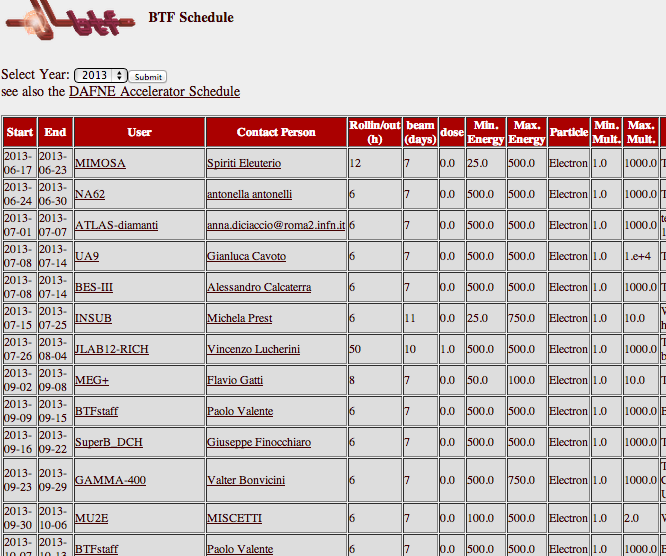 btf BTF Schedule
Select Year: 2013 Submit
see also the DAFNE Accelerator Schedule
Start End User Contact Person Rollin/out (h) beam (days) dose Min. Energy Max. Energy Particle Min. Mult. Max. Mult.
2013-06-17 2013-06-23 MIMOSA Spiriti Eleuterio 12 7 0.0 25.0 500.0 Electron 1.0 1000.0 T
2013-06-24 2013-06-30 NA62 antonella antonelli 6 7 0.0 500.0 500.0 Electron 1.0 1000.0 T
2013-07-01 2013-07-07 ATLAS-diamanti anna.diciaccio@roma2.infn.it 6 7 0.0 500.0 500.0 Electron 1.0 1000.0
2013-07-08 2013-07-14 UA9 Gianluca Cavoto 6 7 0.0 500.0 500.0 Electron 1.0 1.e+4 T
2013-07-08 2013-07-14 BES-III Alessandro Calcaterra 6 7 0.0 500.0 500.0 Electron 1.0 1000.0 T
2013-07-15 2013-07-25 INSUB Michela Prest 6 11 0.0 25.0 750.0 Electron 1.0 10.0
2013-07-26 2013-08-04 JLAB12-RICH Vincenzo Lucherini 50 10 1.0 500.0 500.0 Electron 1.0 1000.0
2013-09-02 2013-09-08 MEG+ Flavio Gatti 8 7 0.0 50.0 100.0 Electron 1.0 10.0 T
2013-09-09 2013-09-15 BTFstaff Paolo Valente 6 7 0.0 500.0 500.0 Electron 1.0 1000.0
2013-09-16 2013-09-22 SuperB_DCH Giuseppe Finocchiaro 6 7 0.0 500.0 500.0 Electron 1.0 1000.0 T
2013-09-23 2013-09-29 GAMMA-400 Valter Bonvicini 6 7 0.0 500.0 750.0 Electron 1.0 1000.0
2013-09-30 2013-10-06 MU2E MISCETTI 6 7 0.0 100.0 500.0 Electron 1.0 2.0
2013-10-07 2013-10-13 BTFstaff Paolo Valente 6 7 0.0 500.0 500.0 Electron 1.0 1000.0